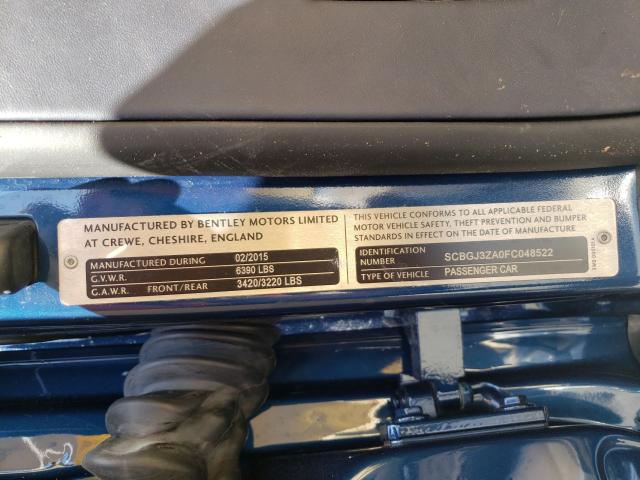 MANUFACTURED BY BENTLEY MOTORS LIMITED
AT CREWE, CHESHIRE, ENGLAND
MANUFACTURED DURING 02/2015
G.V.W.R. 6390 LBS
G.A.W.R. FRONT/REAR 3420/3220 LBS
THIS VEHICLE CONFORMS TO ALL APPLICABLE FEDERAL
MOTOR VEHICLE SAFETY, THEFT PREVENTION AND BUMPER
STANDARDS IN EFFECT ON THE DATE OF MANUFACTURE
IDENTIFICATION
NUMBER SCBGJ3ZA0FC048522
TYPE OF VEHICLE PASSENGER CAR